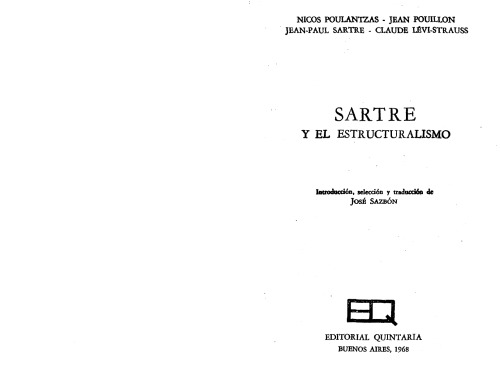 NICOS POULANTZAS - JEAN POUILLON
JEAN-PAUL SARTRE - CLAUDE LÉVI-STRAUSS
SARTRE
Y EL ESTRUCTURALISMO
Introducción, selección y traducción de
JOSÉ SAZBÓN
EQ
EDITORIAL QUINTARIA
BUENOS AIRES, 1968